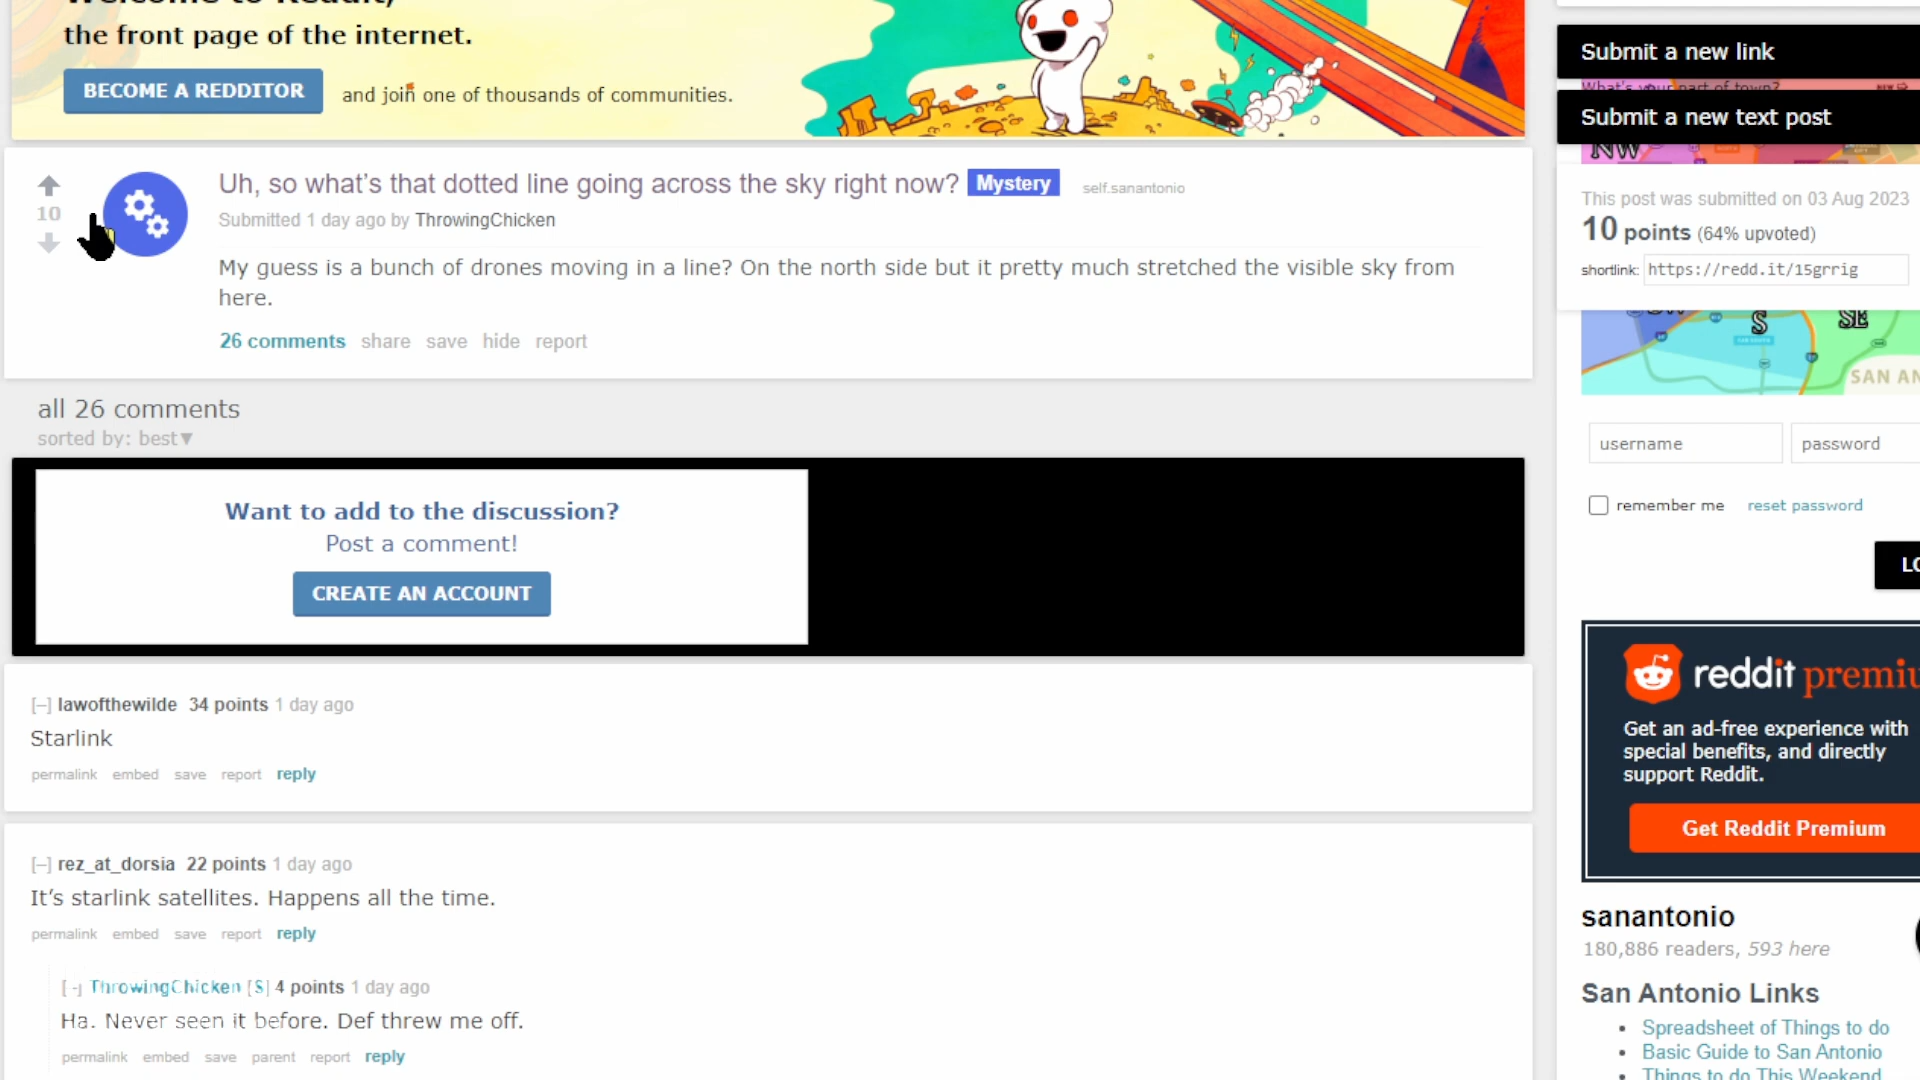 the front page of the internet.
BECOME A REDDITOR and join one of thousands of communities.
10
Uh, so what's that dotted line going across the sky right now? Mystery self.sanantonio
Submitted 1 day ago by ThrowingChicken
My guess is a bunch of drones moving in a line? On the north side but it pretty much stretched the visible sky from
here.
26 comments share save hide report
all 26 comments
sorted by: best▼
Want to add to the discussion?
Post a comment!
CREATE AN ACCOUNT
[–] lawofthewilde 34 points 1 day ago
Starlink
permalink embed save report reply
[–] rez_at_dorsia 22 points 1 day ago
It's starlink satellites. Happens all the time.
permalink embed save report reply
[–] ThrowingChicken [S] 4 points 1 day ago
Ha. Never seen it before. Def threw me off.
permalink embed save parent report reply
Submit a new link
Submit a new text post
NW
This post was submitted on 03 Aug 2023
10 points (64% upvoted)
shortlink: https://redd.it/15grrig
S SE
SAN AN
username password
remember me reset password
LO
reddit premiu
Get an ad-free experience with
special benefits, and directly
support Reddit.
Get Reddit Premium
sanantonio
180,886 readers, 593 here
San Antonio Links
• Spreadsheet of Things to do
• Basic Guide to San Antonio
• Things to do This Weekend